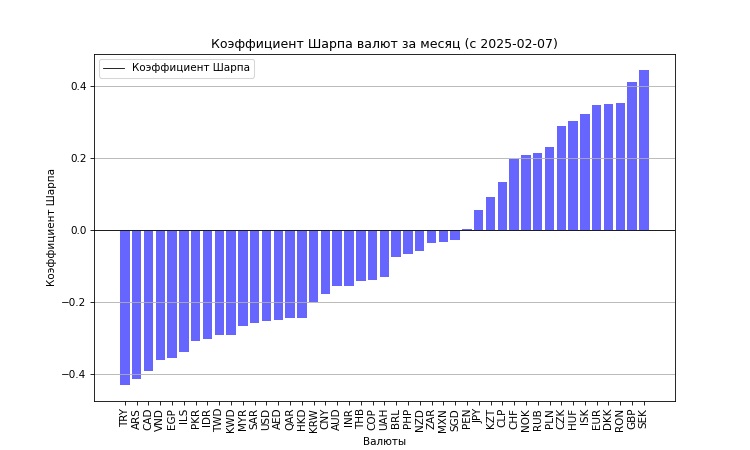 Коэффициент Шарпа валют за месяц (с 2025-02-07)
Коэффициент Шарпа
Коэффициент Шарпа
0.4
0.2
0.0
−0.2
−0.4
TRY ARS CAD VND EGP ILS PKR IDR TWD KWD MYR SAR USD AED QAR HKD KRW CNY AUD INR THB COP UAH BRL PHP NZD ZAR MXN SGD PEN JPY KZT CLP CHF NOK RUB PLN CZK HUF ISK EUR DKK RON GBP SEK
Валюты